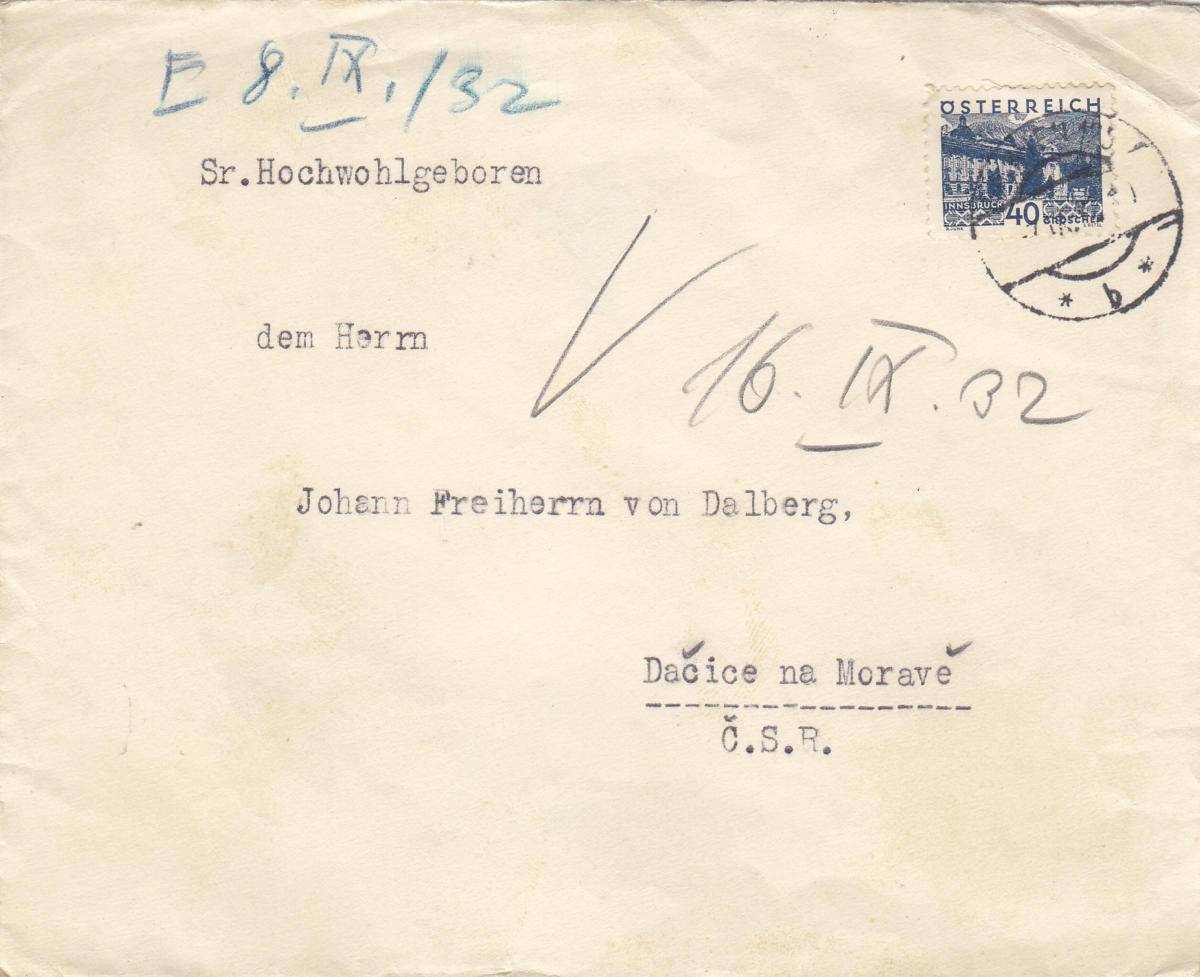 E 8. IX. /32
ÖSTERREICH
INNSBRUCK 40 GROSCHEN
* b *
Sr.Hochwohlgeboren
dem Herrn
V 16. IX. 32
Johann Freiherrn von Dalberg,
Dačice na Moravě
Č.S.R.